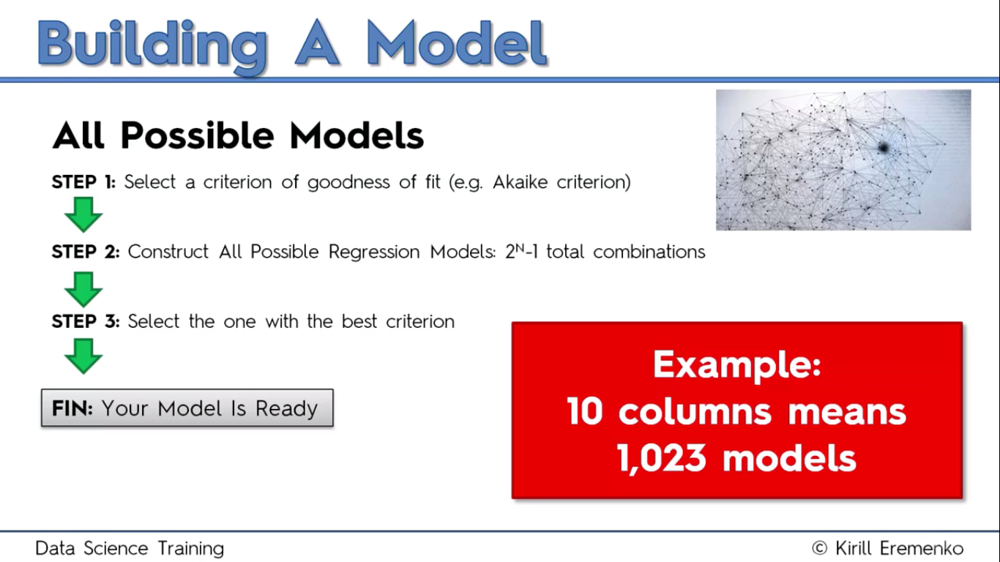 Building A Model
All Possible Models
STEP 1: Select a criterion of goodness of fit (e.g. Akaike criterion)
STEP 2: Construct All Possible Regression Models: 2ᴺ-1 total combinations
STEP 3: Select the one with the best criterion
FIN: Your Model Is Ready
Example:
10 columns means
1,023 models
Data Science Training
© Kirill Eremenko